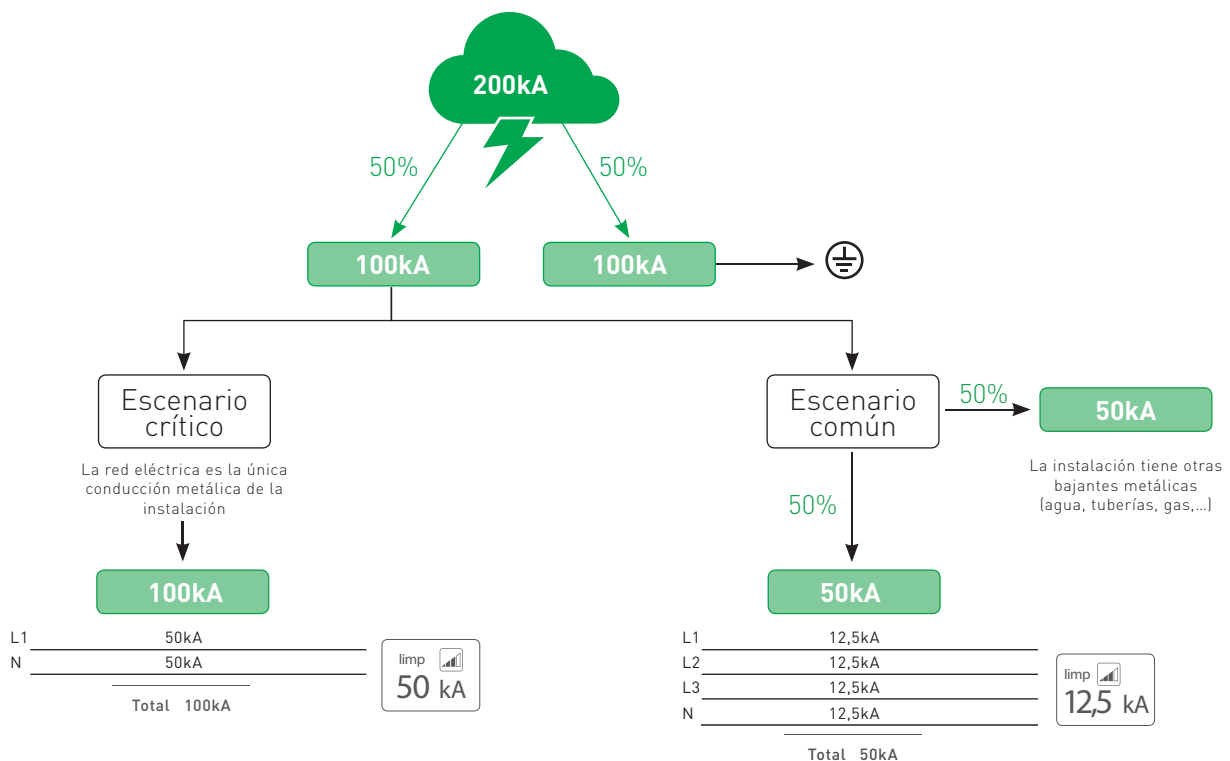 200kA
50%
50%
100kA
100kA
Escenario
crítico
La red eléctrica es la única
conducción metálica de la
instalación
100kA
L1 50kA
N 50kA
Total 100kA
limp
50 kA
Escenario
común
50%
50kA
La instalación tiene otras
bajantes metálicas
(agua, tuberías, gas,...)
50%
50kA
L1 12,5kA
L2 12,5kA
L3 12,5kA
N 12,5kA
Total 50kA
limp
12,5 kA